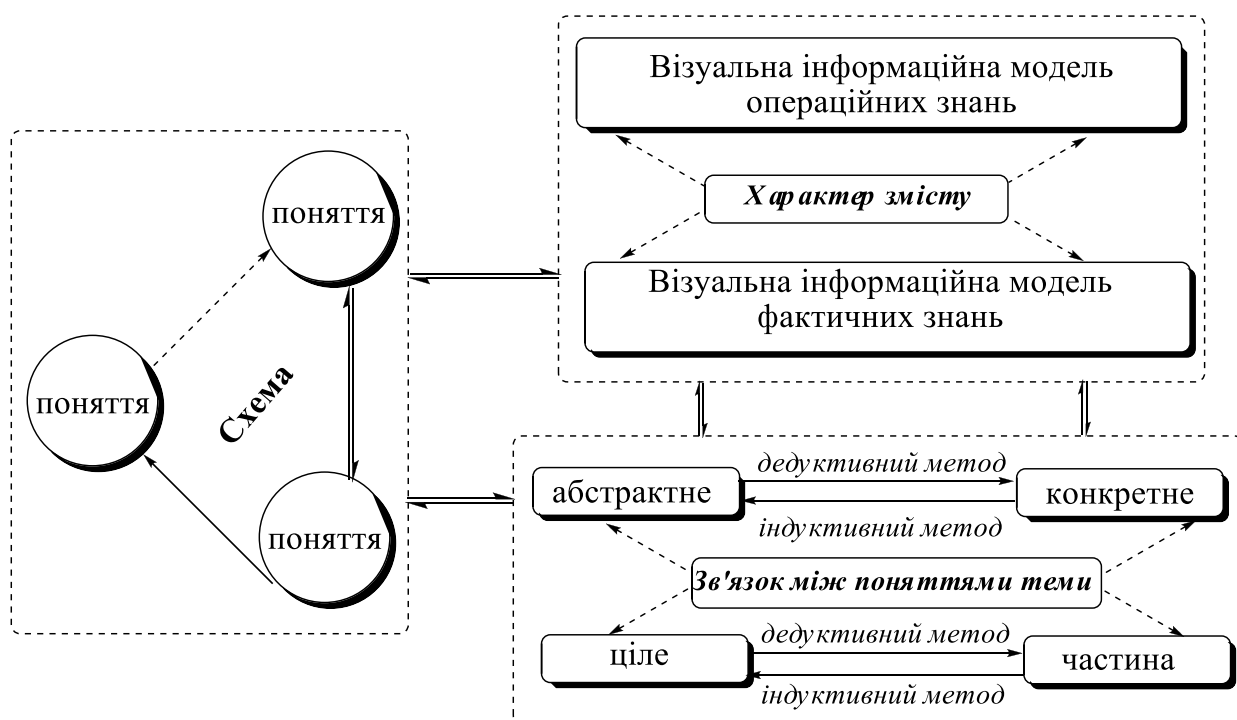 поняття
поняття
Схема
поняття
Візуальна інформаційна модель
операційних знань
Характер змісту
Візуальна інформаційна модель
фактичних знань
абстрактне
дедуктивний метод
індуктивний метод
конкретне
Зв'язок між поняттями теми
ціле
дедуктивний метод
індуктивний метод
частина